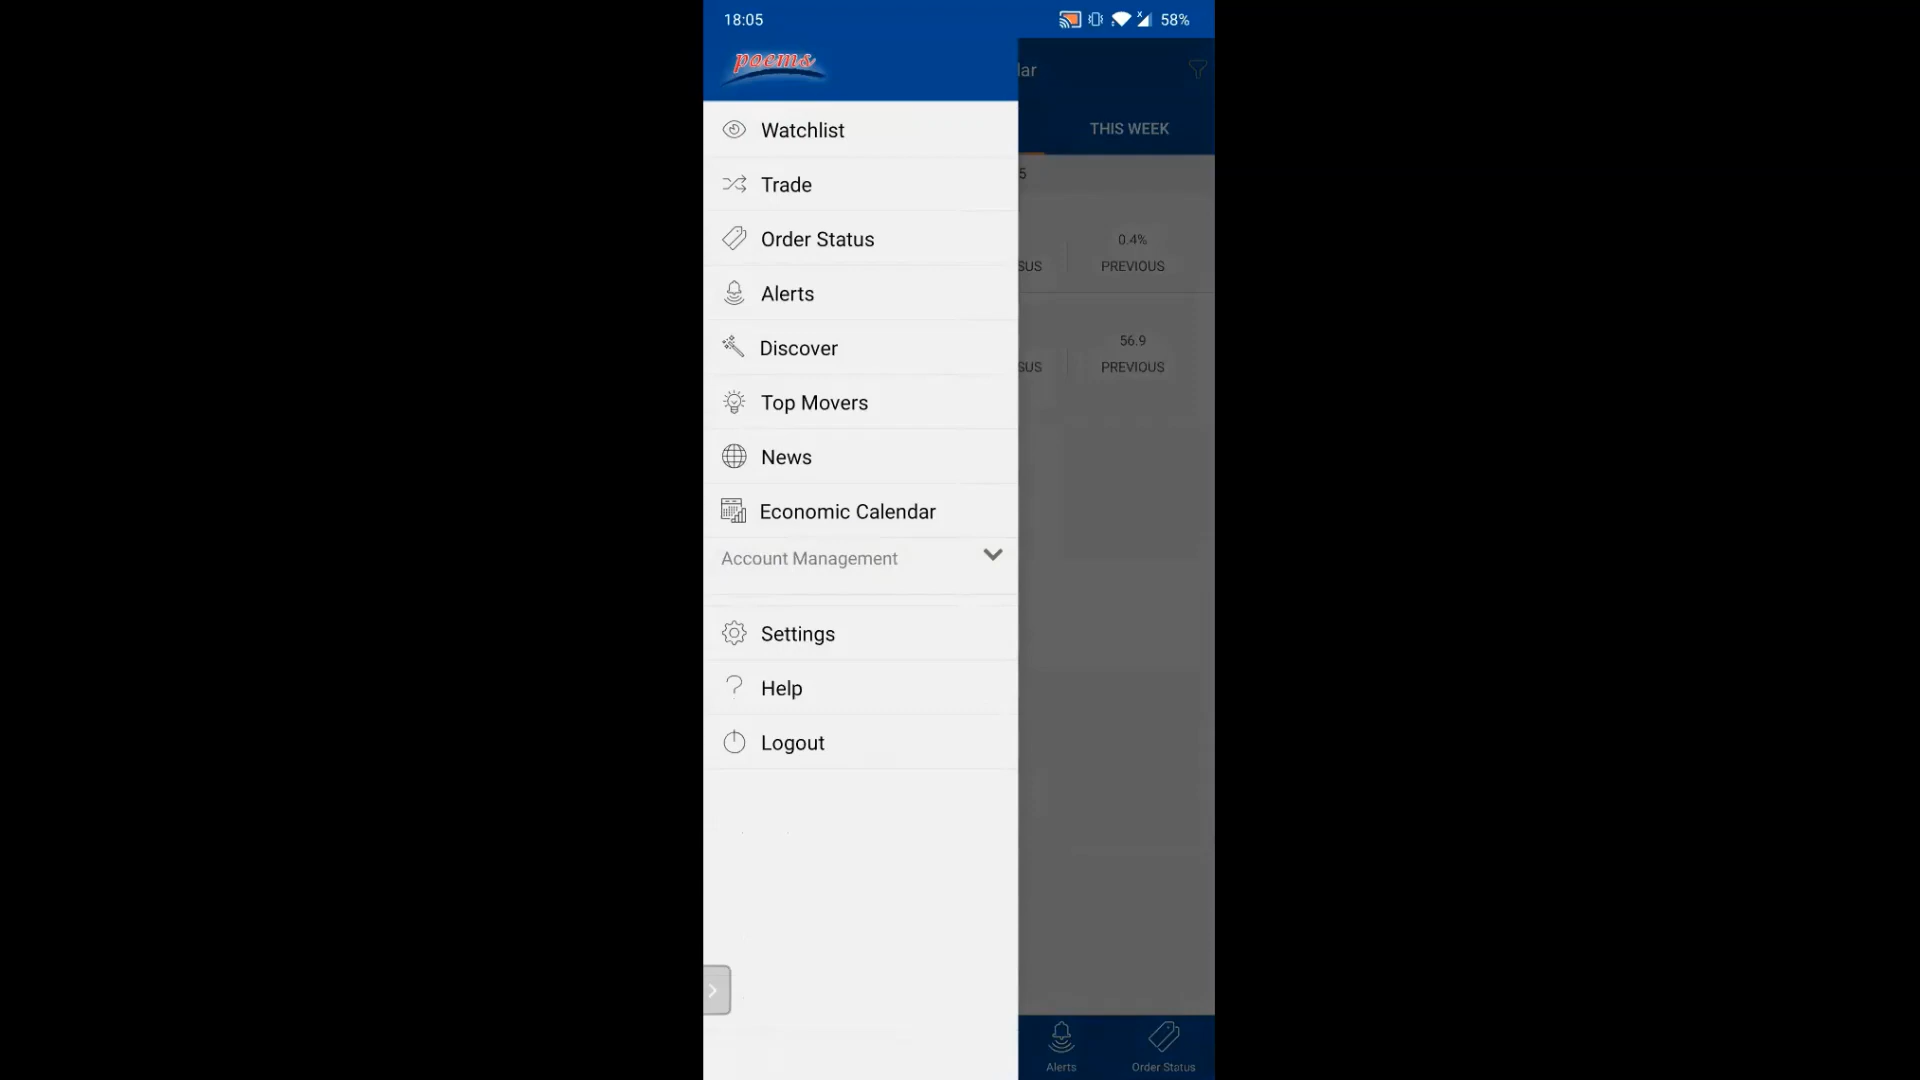 18:05
58%
poems
lar
Watchlist
THIS WEEK
5
Trade
Order Status
0.4%
SUS
PREVIOUS
Alerts
Discover
56.9
SUS
PREVIOUS
Top Movers
News
Economic Calendar
Account Management
Settings
Help
Logout
Alerts
Order Status